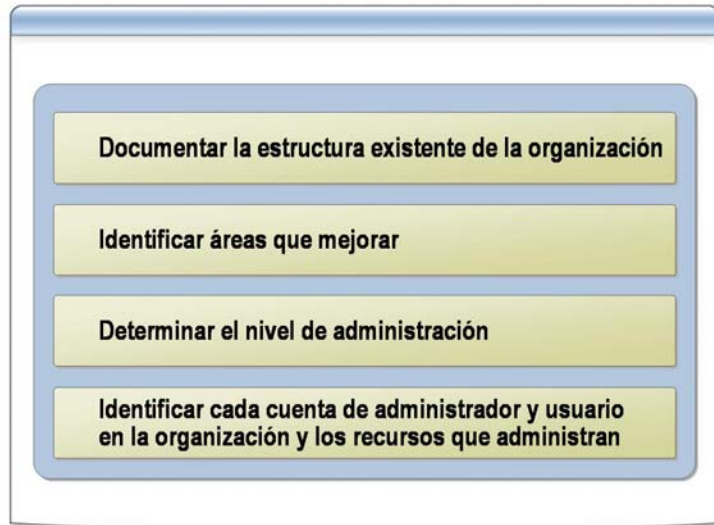 Documentar la estructura existente de la organización
Identificar áreas que mejorar
Determinar el nivel de administración
Identificar cada cuenta de administrador y usuario
en la organización y los recursos que administran